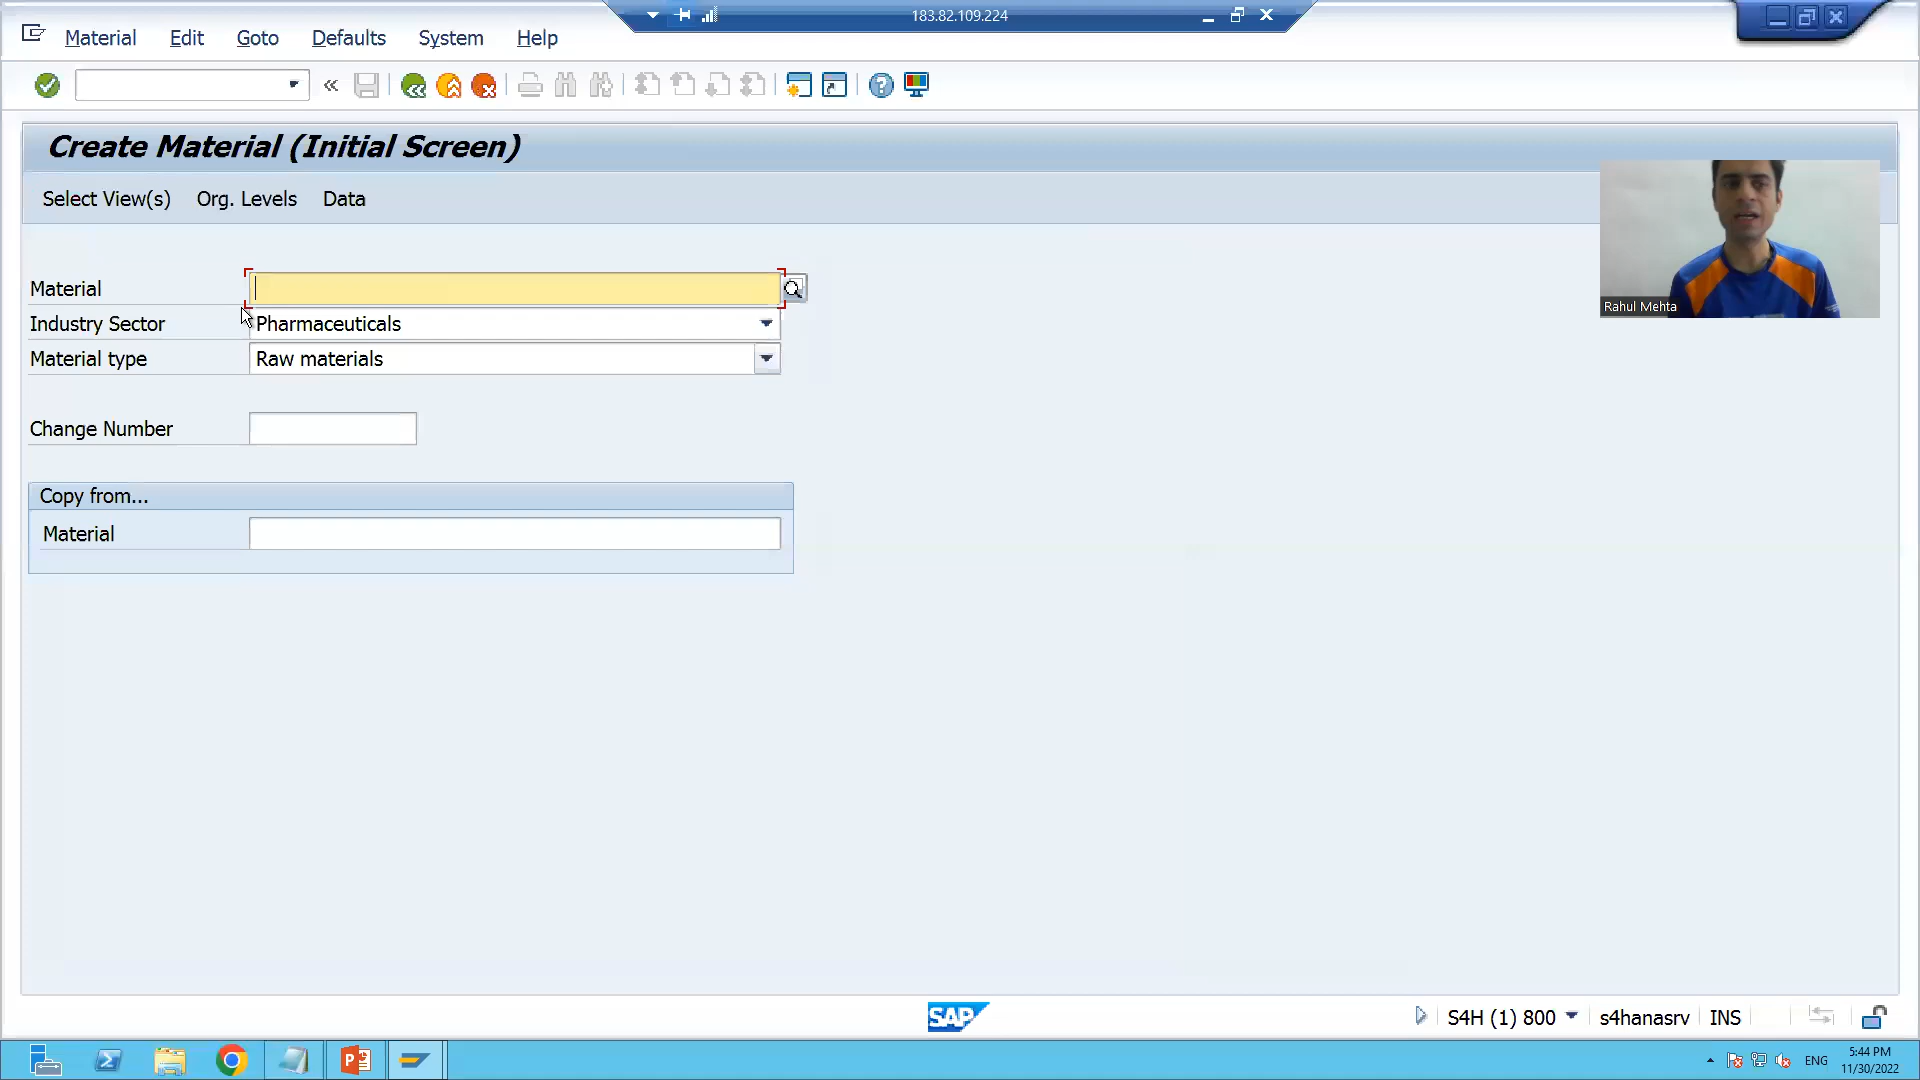 183.82.109.224
Material Edit Goto Defaults System Help
Create Material (Initial Screen)
Select View(s) Org. Levels Data
Material
Industry Sector Pharmaceuticals
Material type Raw materials
Change Number
Copy from...
Material
Rahul Mehta
SAP
S4H (1) 800 s4hanasrv INS
ENG
5:44 PM
11/30/2022